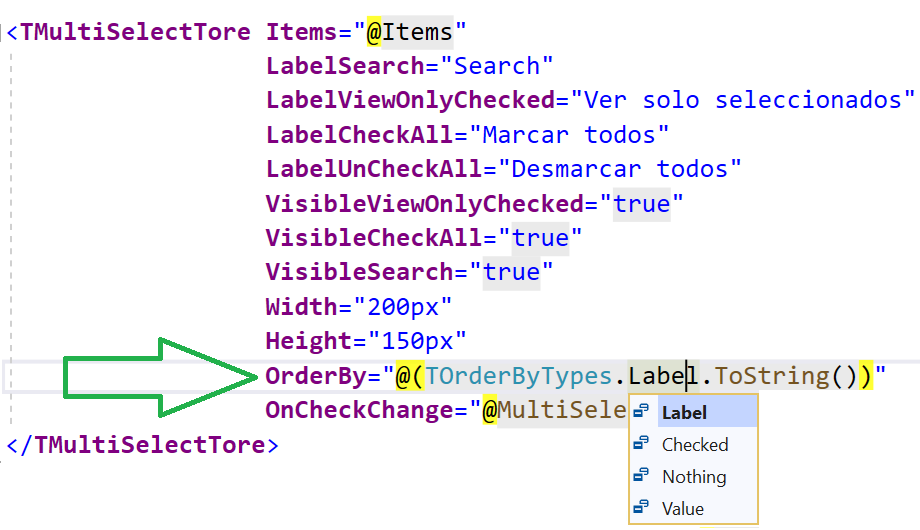 <TMultiSelectTore Items="@Items"
LabelSearch="Search"
LabelViewOnlyChecked="Ver solo seleccionados"
LabelCheckAll="Marcar todos"
LabelUnCheckAll="Desmarcar todos"
VisibleViewOnlyChecked="true"
VisibleCheckAll="true"
VisibleSearch="true"
Width="200px"
Height="150px"
OrderBy="@(TOrderByTypes.Label.ToString())"
OnCheckChange="@MultiSele
Label
</TMultiSelectTore>
Checked
Nothing
Value